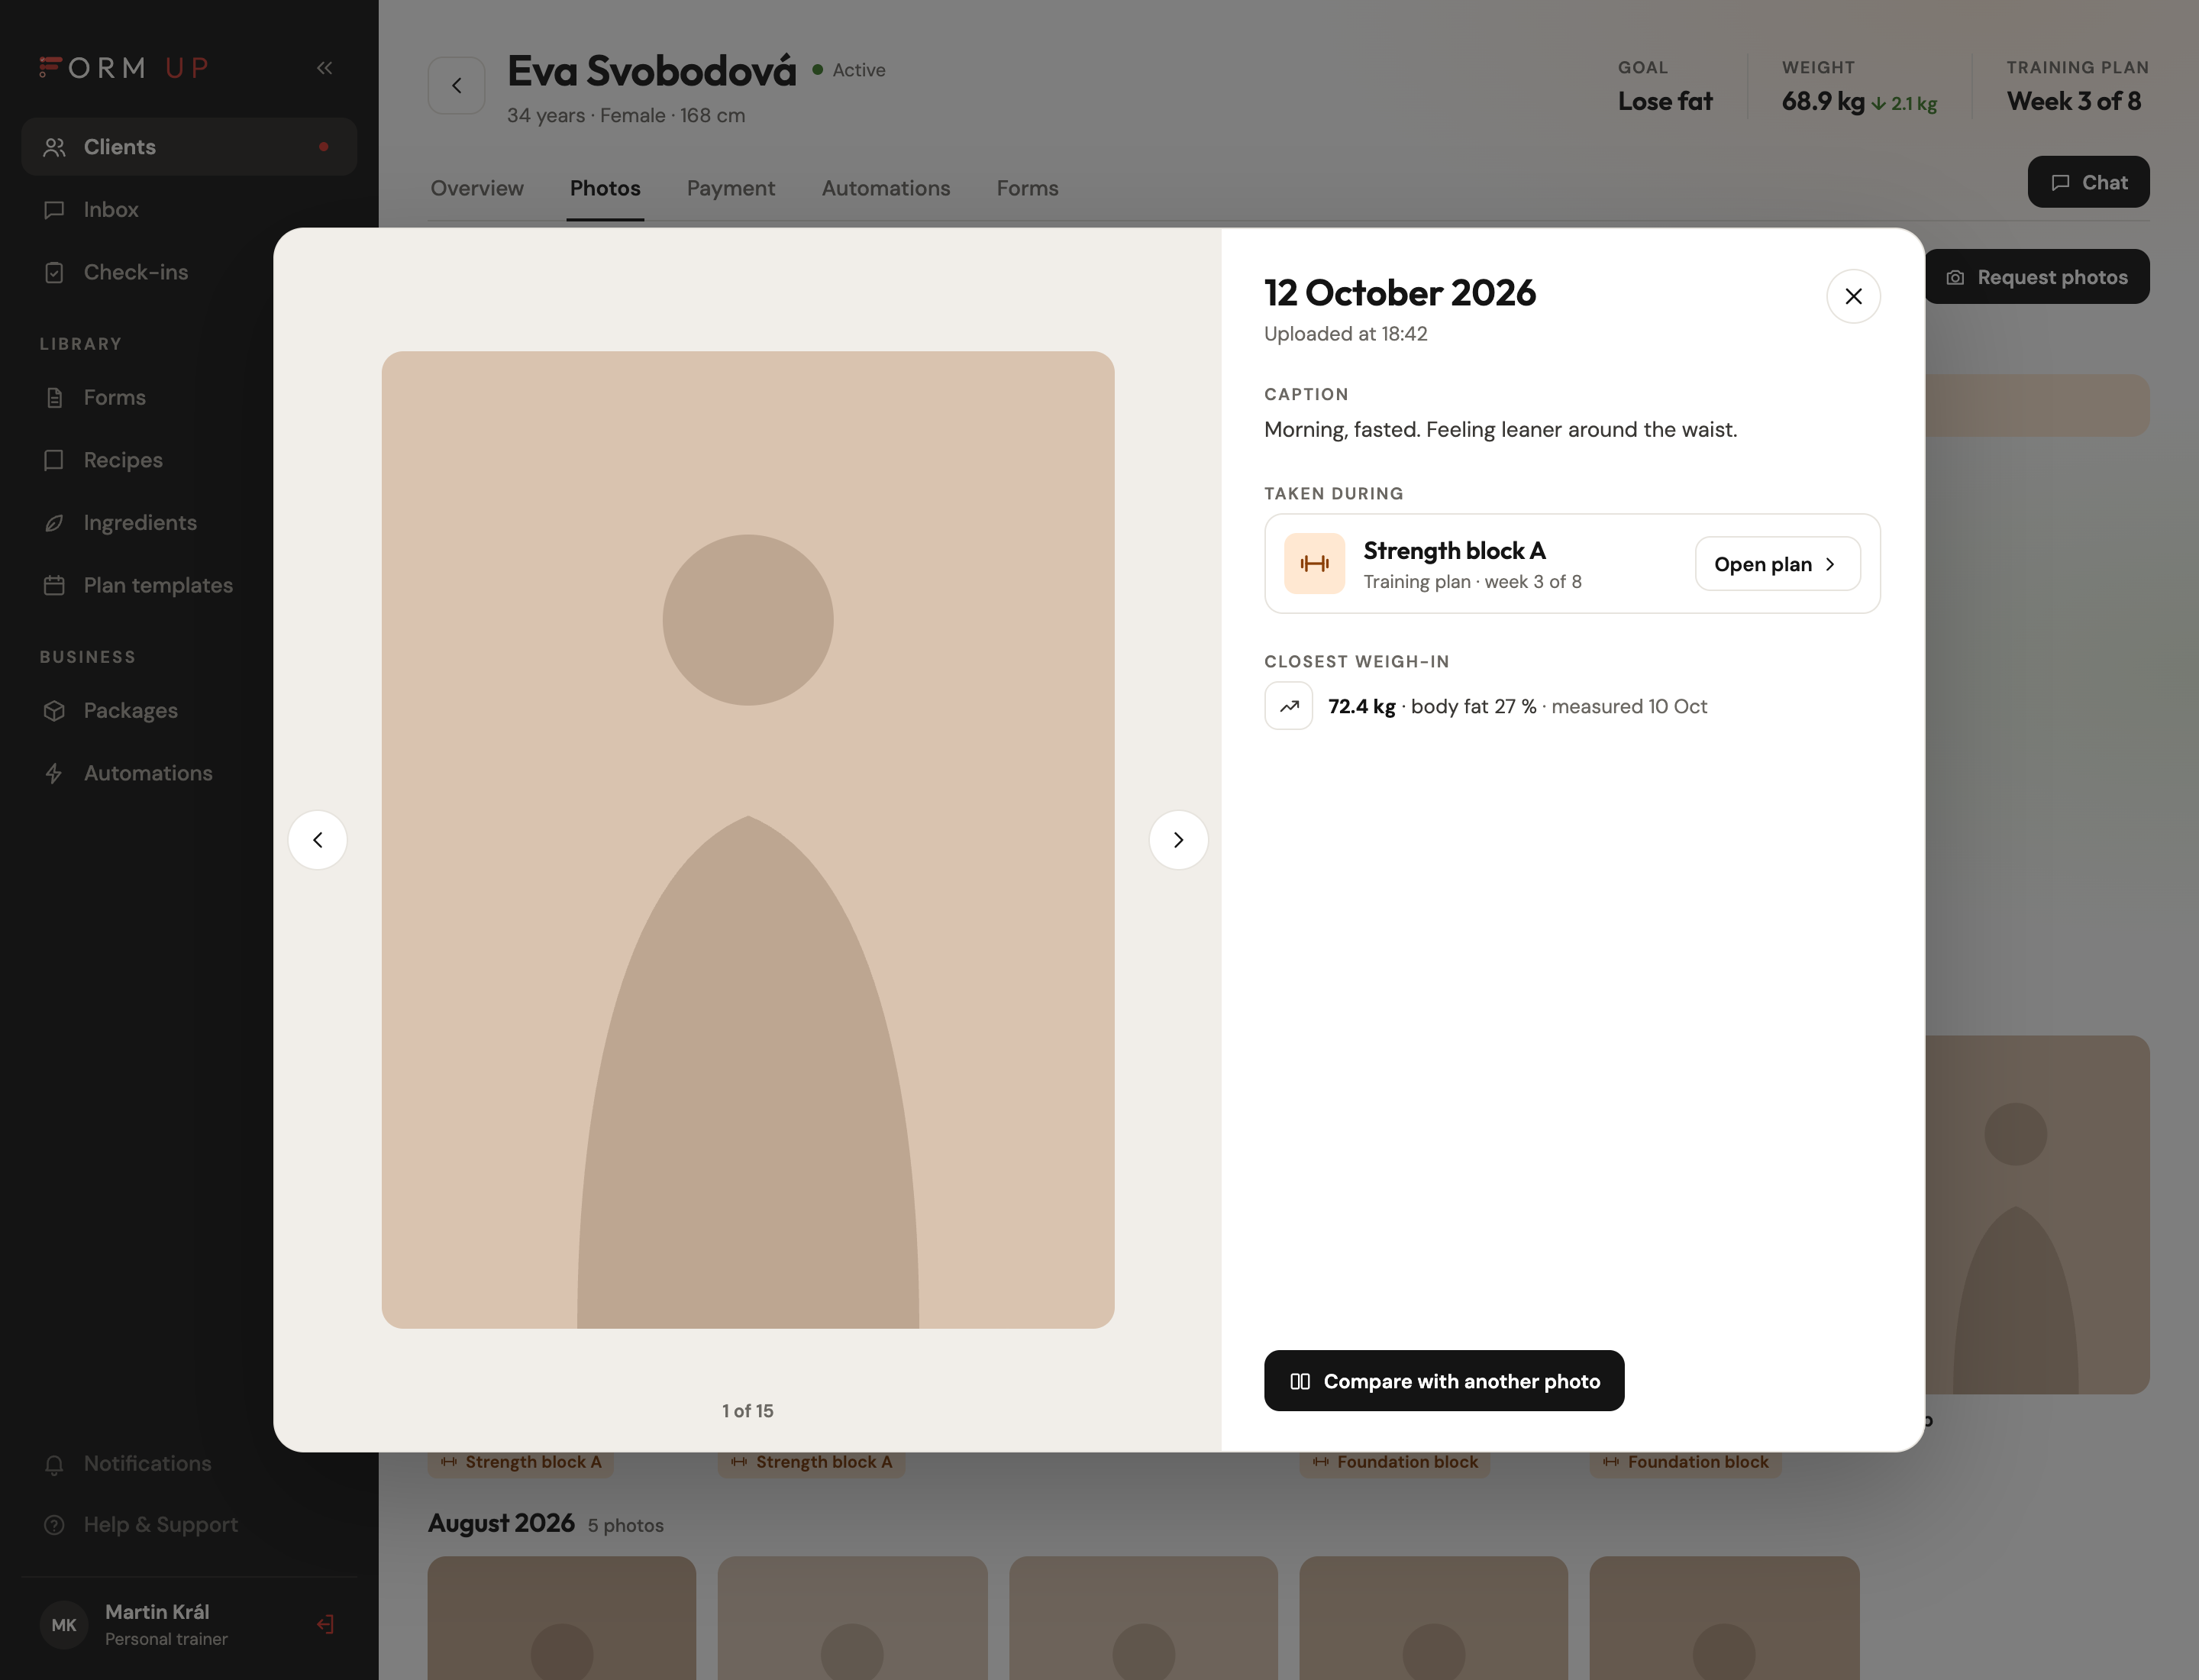 FORM UP
Clients
Inbox
Check-ins
LIBRARY
Forms
Recipes
Ingredients
Plan templates
BUSINESS
Packages
Automations
Notifications
Help & Support
MK
Martin Král
Personal trainer
Eva Svobodová
Active
34 years · Female · 168 cm
GOAL
Lose fat
WEIGHT
68.9 kg ↓ 2.1 kg
TRAINING PLAN
Week 3 of 8
Overview
Photos
Payment
Automations
Forms
Chat
Request photos
1 of 15
12 October 2026
Uploaded at 18:42
CAPTION
Morning, fasted. Feeling leaner around the waist.
TAKEN DURING
Strength block A
Training plan · week 3 of 8
Open plan
CLOSEST WEIGH-IN
72.4 kg · body fat 27 % · measured 10 Oct
Compare with another photo
Strength block A
Strength block A
Foundation block
Foundation block
August 2026 5 photos